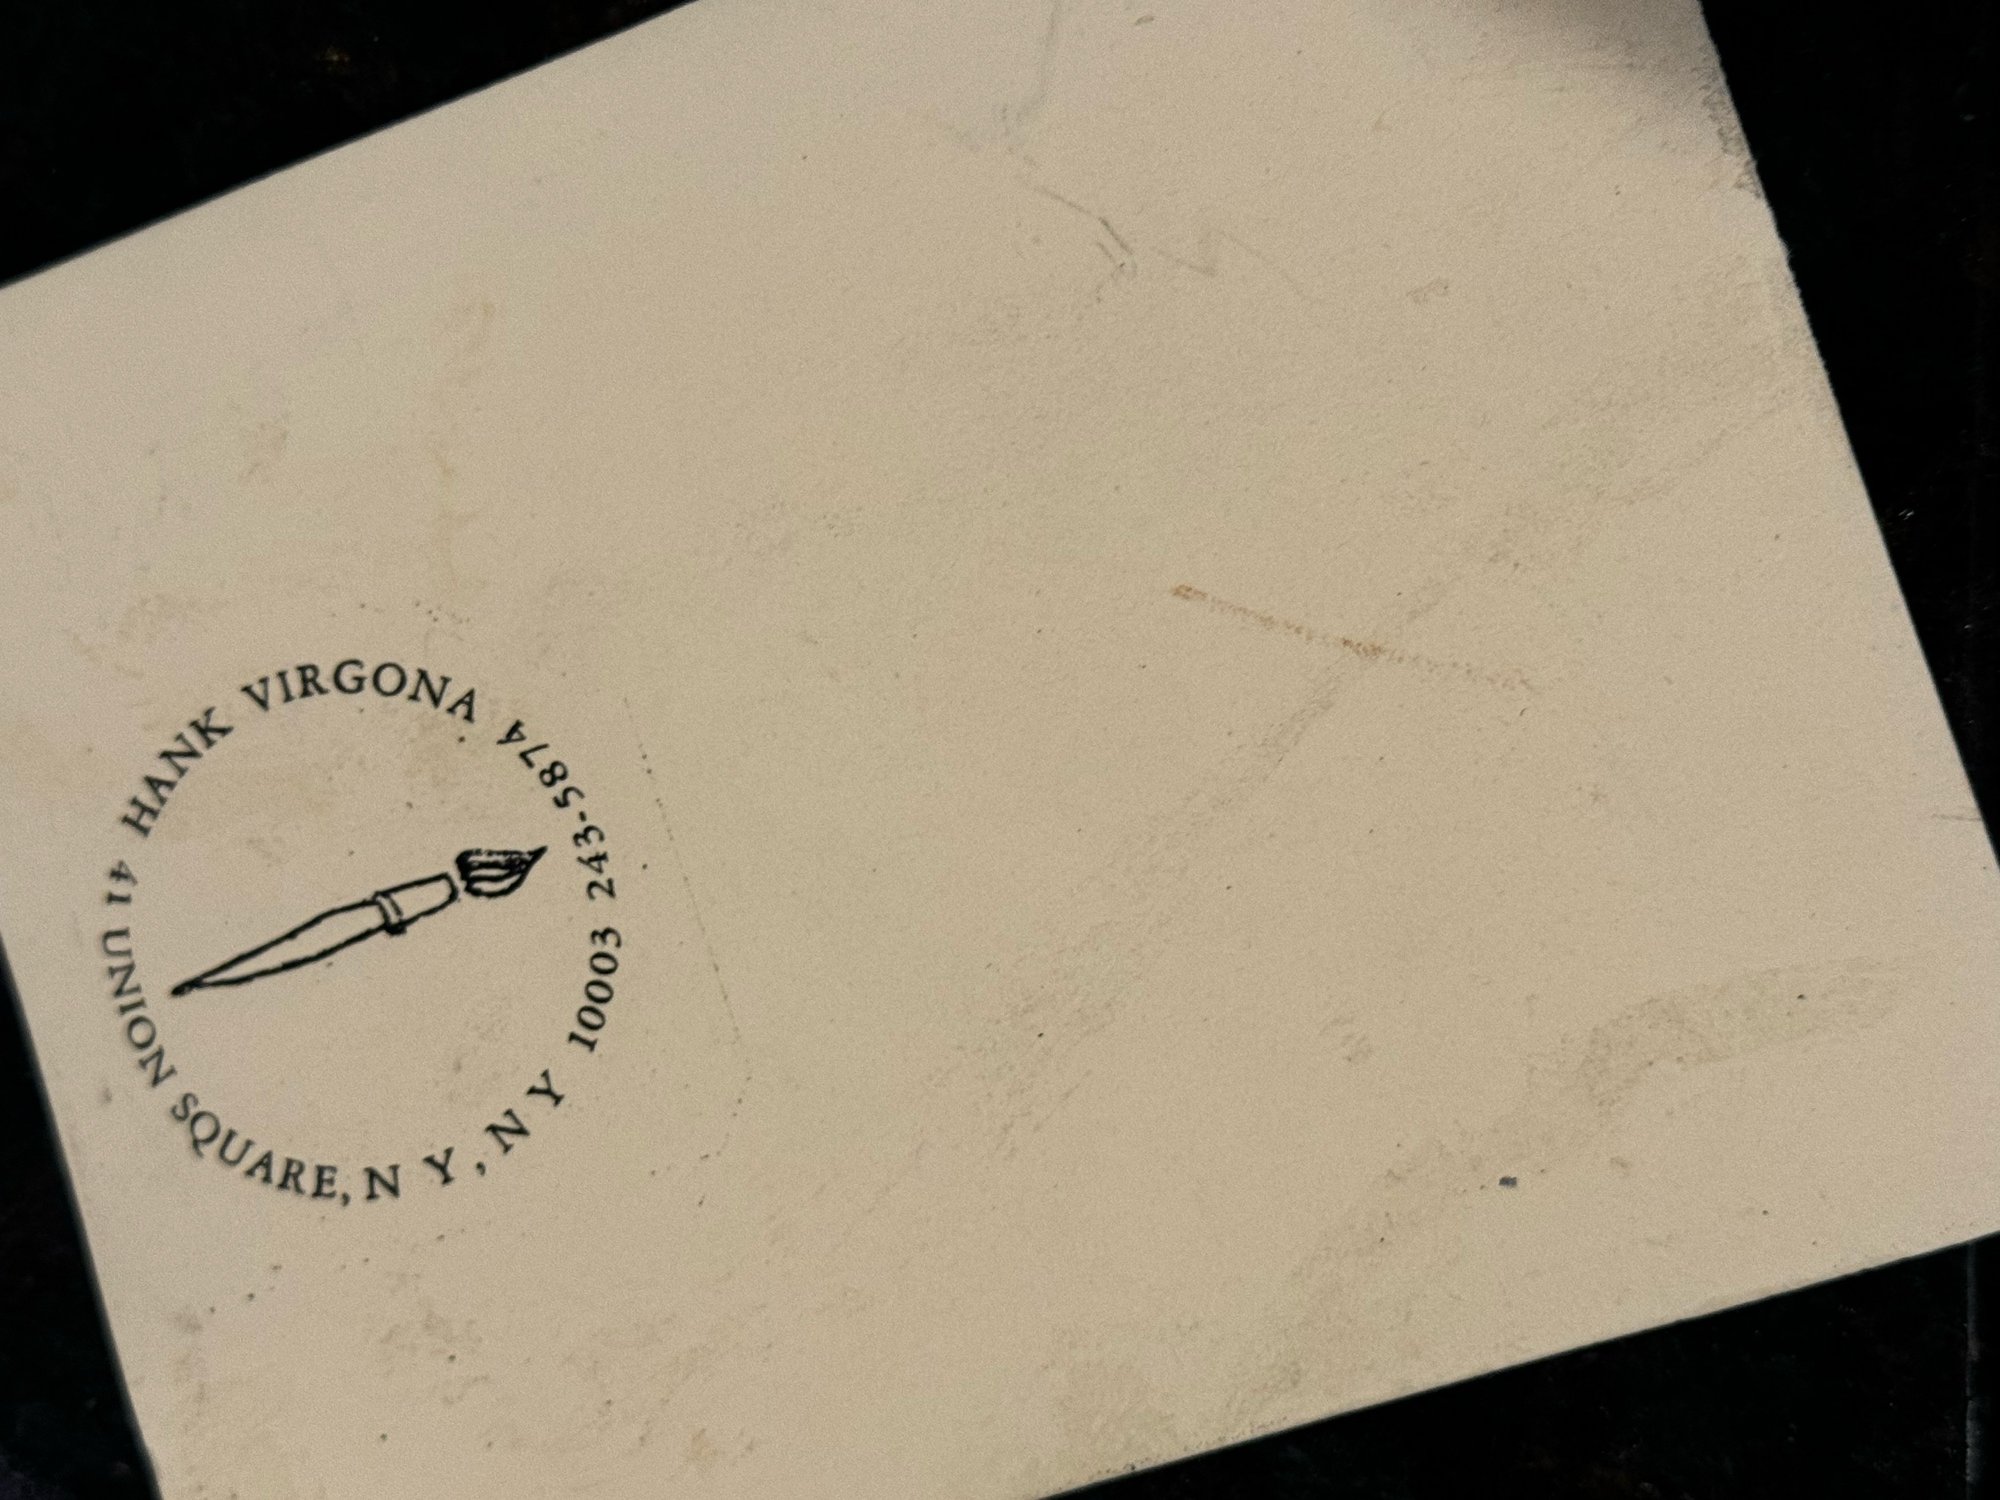 HANK VIRGONA
41 UNION SQUARE, N Y, N Y 10003 243-5874